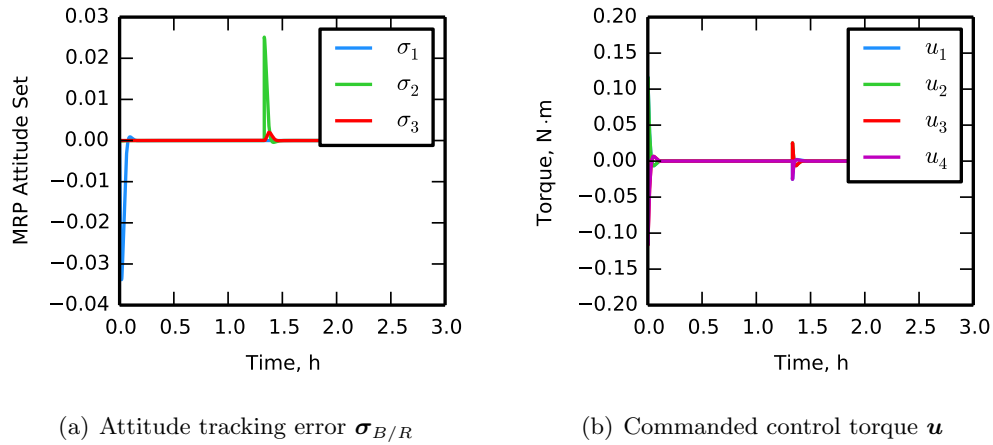 0.03
0.02
0.01
0.00
−0.01
−0.02
−0.03
−0.04
MRP Attitude Set
σ1
σ2
σ3
0.0 0.5 1.0 1.5 2.0 2.5 3.0
Time, h
(a) Attitude tracking error σB/R
0.20
0.15
0.10
0.05
0.00
−0.05
−0.10
−0.15
−0.20
Torque, N·m
u1
u2
u3
u4
0.0 0.5 1.0 1.5 2.0 2.5 3.0
Time, h
(b) Commanded control torque u